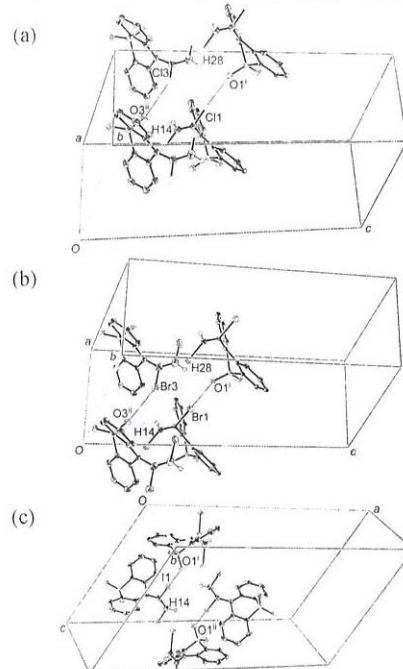 (a)
H28
Cl3
O1ⁱ
O3ⁱⁱ
Cl1
H14
a
b
c
O
(b)
a
b
H28
Br3
O1ⁱ
O3ⁱⁱ
Br1
H14
O
c
(c)
O
a
b
O1ⁱ
I1
H14
O1ⁱⁱ
c